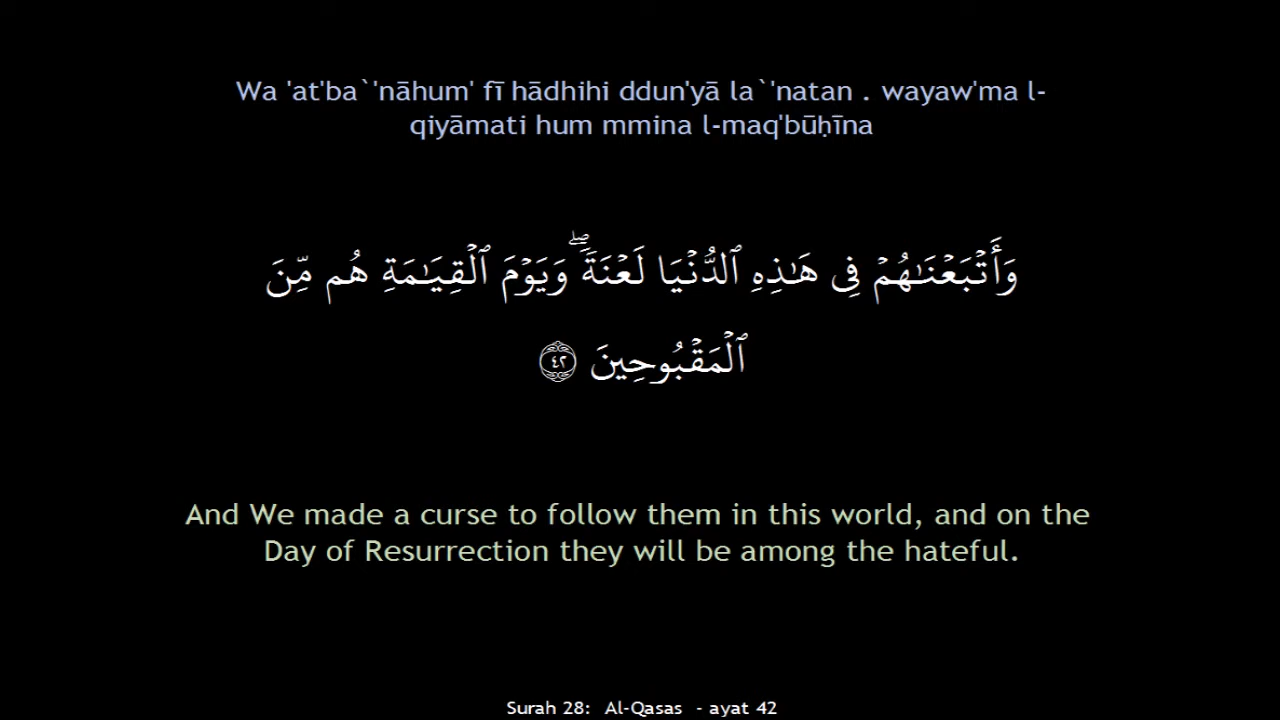 Wa 'at'ba`'nāhum' fī hādhihi ddun'yā la`'natan . wayaw'ma l-
qiyāmati hum mmina l-maq'būḥīna
وَأَتْبَعْنَـٰهُمْ فِى هَـٰذِهِ ٱلدُّنْيَا لَعْنَةً ۖ وَيَوْمَ ٱلْقِيَـٰمَةِ هُم مِّنَ
ٱلْمَقْبُوحِينَ ٤٢
And We made a curse to follow them in this world, and on the
Day of Resurrection they will be among the hateful.
Surah 28: Al-Qasas - ayat 42